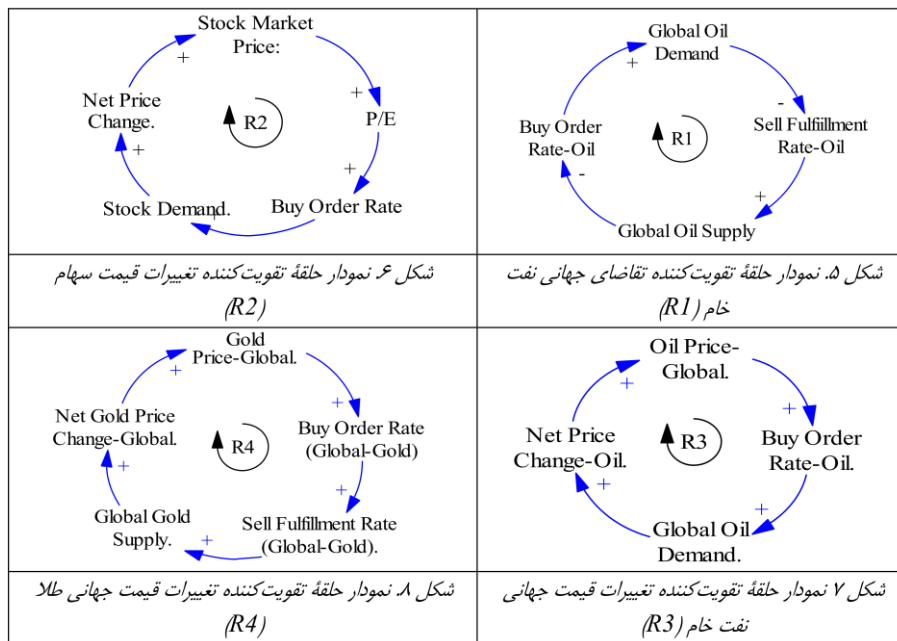 Stock Market
Price:
+
+
Net Price
Change.
R2
P/E
+
+
Stock Demand.
+
Buy Order Rate
شکل ۶. نمودار حلقهٔ تقویت‌کننده تغییرات قیمت سهام
(R2)
Global Oil
Demand
+
-
Buy Order
Rate-Oil
R1
Sell Fulfiillment
Rate-Oil
-
+
Global Oil Supply
شکل ۵. نمودار حلقهٔ تقویت‌کننده تقاضای جهانی نفت
خام (R1)
Gold
Price-Global.
+
+
Net Gold Price
Change-Global.
R4
Buy Order Rate
(Global-Gold)
+
+
Global Gold
Supply.
+
Sell Fulfillment Rate
(Global-Gold).
شکل ۸. نمودار حلقهٔ تقویت‌کننده تغییرات قیمت جهانی طلا
(R4)
Oil Price-
Global.
+
+
Net Price
Change-Oil.
R3
Buy Order
Rate-Oil.
+
+
Global Oil
Demand.
شکل ۷ نمودار حلقهٔ تقویت‌کننده تغییرات قیمت جهانی
نفت خام (R3)